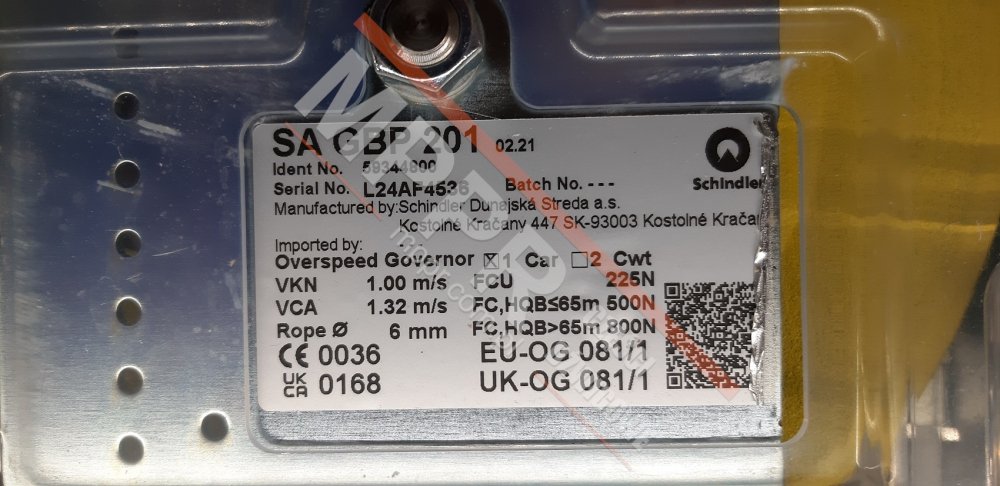 SA GBP 201 02.21
Ident No. 59344800
Serial No. L24AF4536 Batch No. ---
Schindler
Manufactured by: Schindler Dunajská Streda a.s.
Kostolné Kračany 447 SK-93003 Kostolné Krača
Imported by: ---
Overspeed Governor ☒1 Car ☐2 Cwt
VKN 1.00 m/s FCU 225N
VCA 1.32 m/s FC,HQB≤65m 500N
Rope Ø 6 mm FC,HQB>65m 800N
CE 0036 EU-OG 081/1
UK CA 0168 UK-OG 081/1